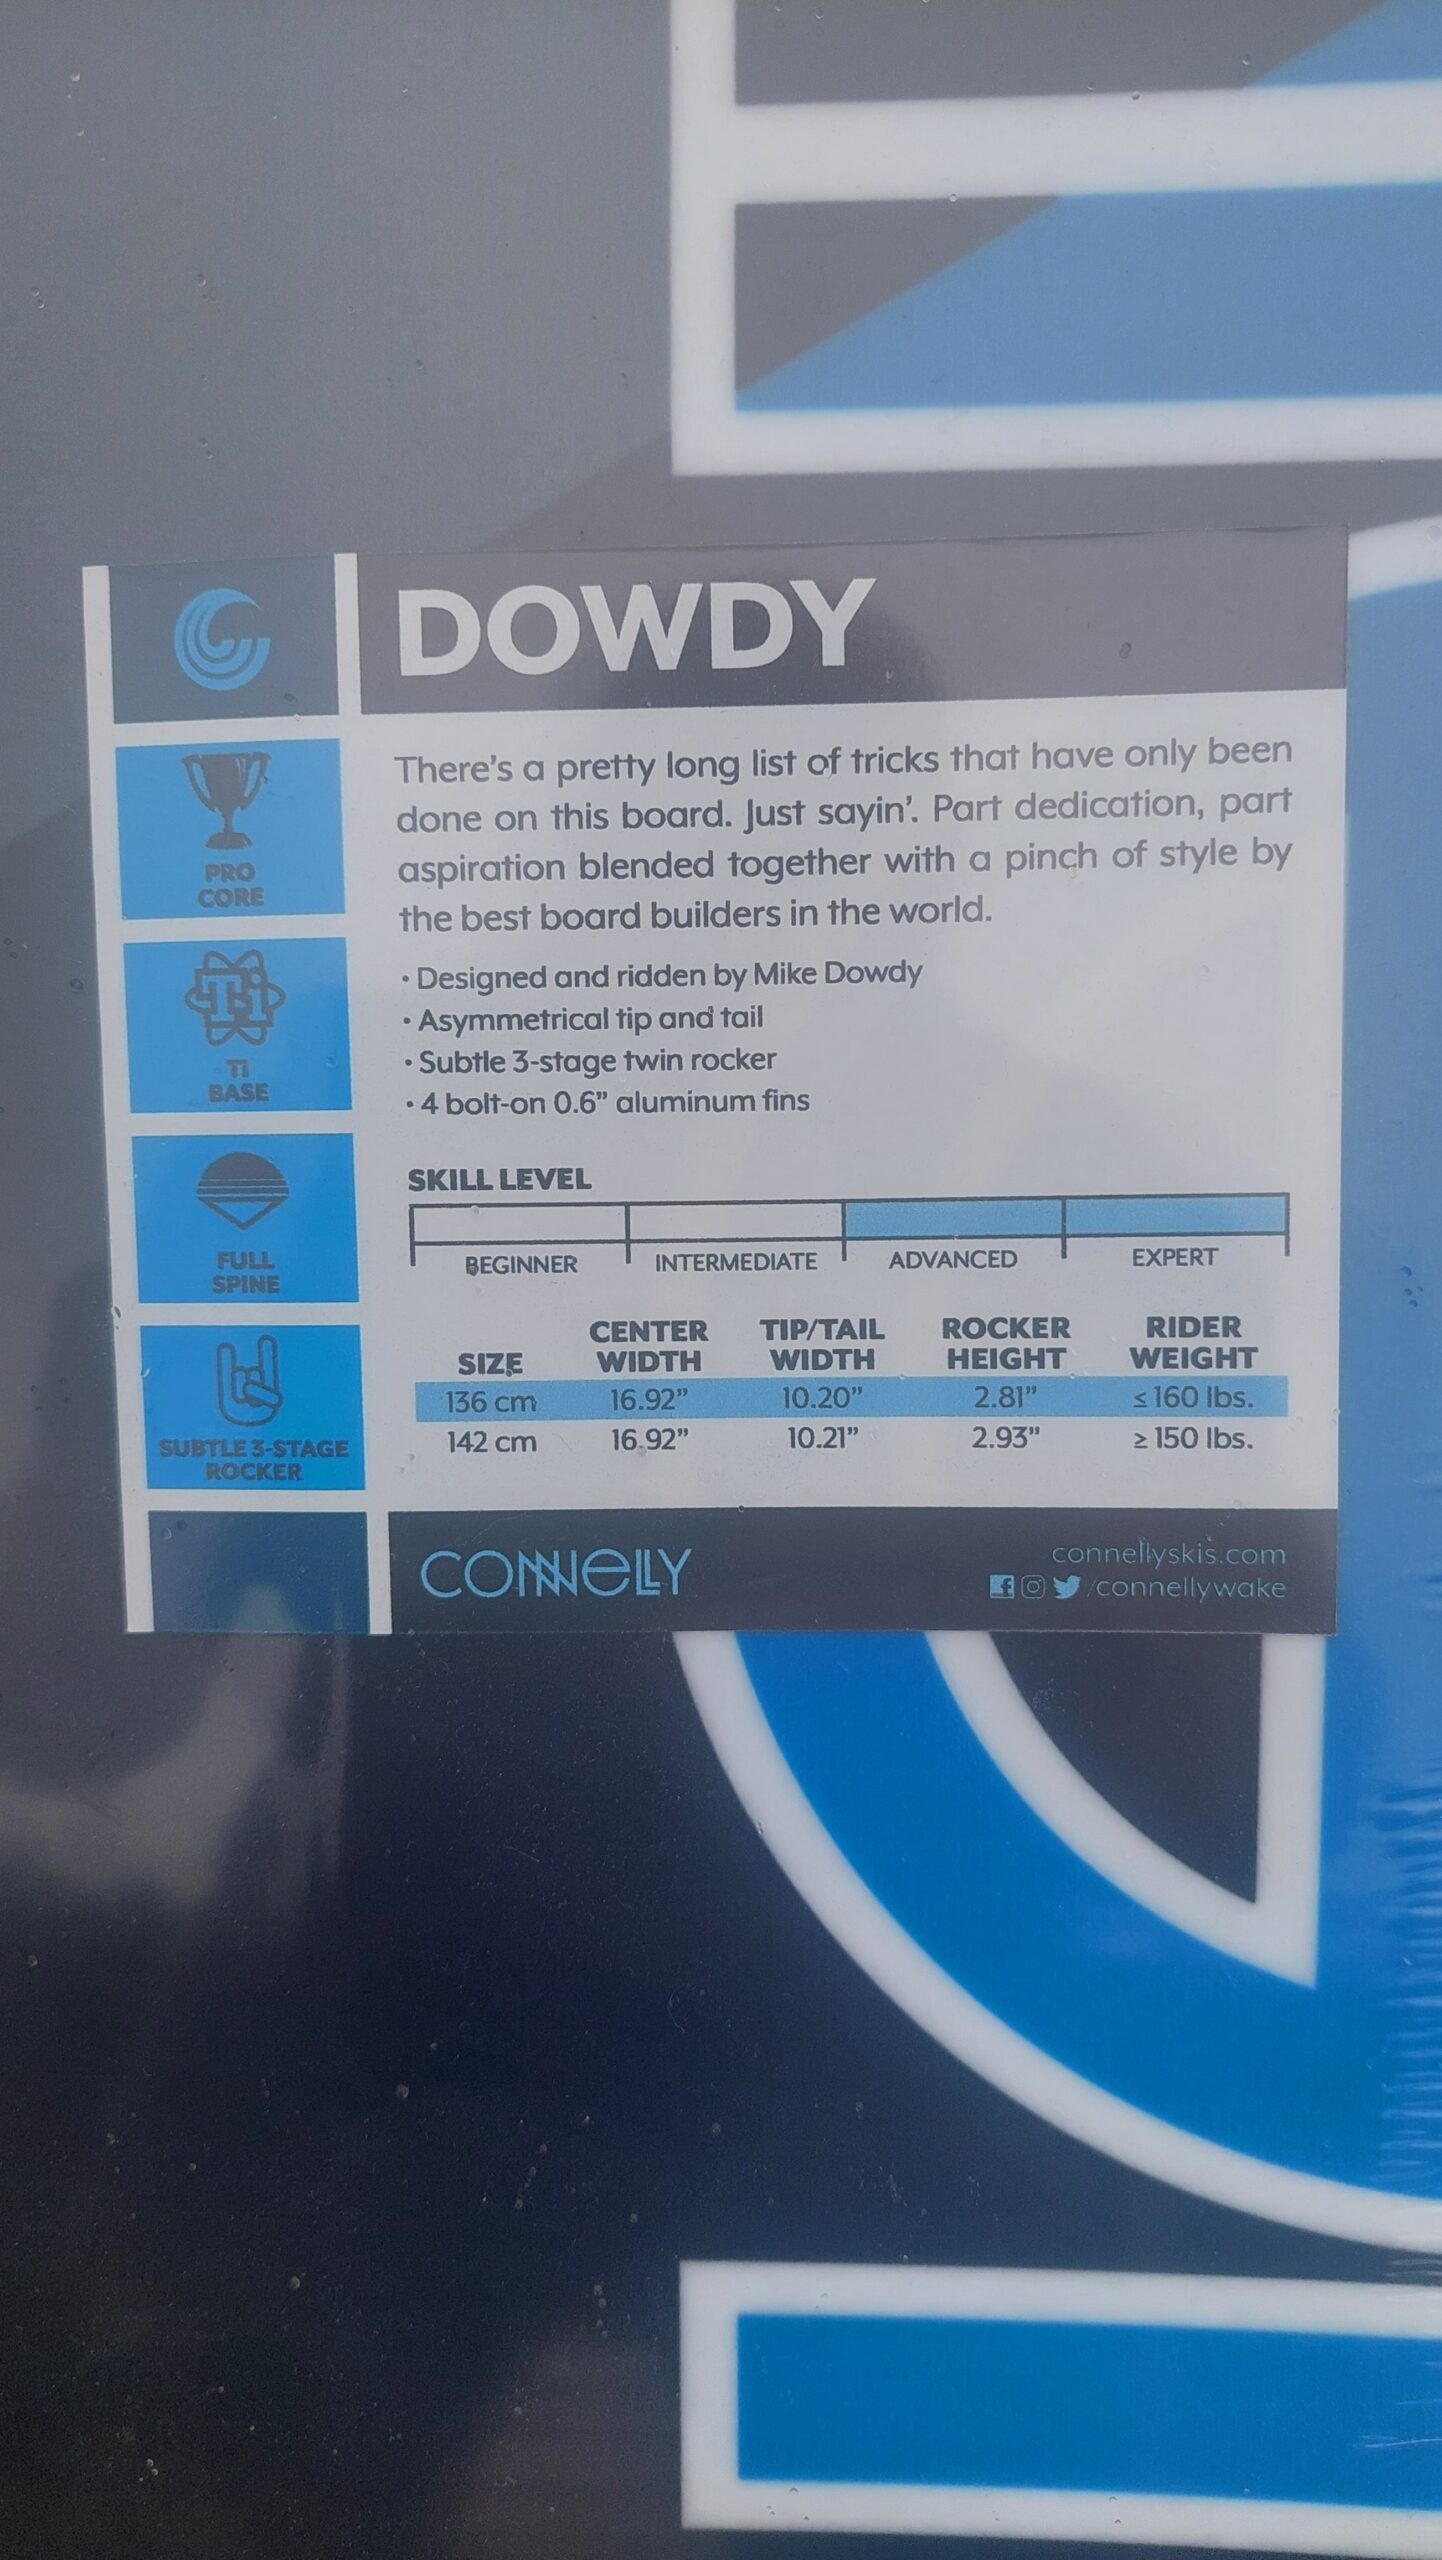 DOWDY
There's a pretty long list of tricks that have only been
done on this board. Just sayin'. Part dedication, part
aspiration blended together with a pinch of style by
the best board builders in the world.
• Designed and ridden by Mike Dowdy
• Asymmetrical tip and tail
• Subtle 3-stage twin rocker
• 4 bolt-on 0.6” aluminum fins
PRO
CORE
Ti
TI
BASE
FULL
SPINE
SUBTLE 3-STAGE
ROCKER
SKILL LEVEL
BEGINNER INTERMEDIATE ADVANCED EXPERT
SIZE CENTER WIDTH TIP/TAIL WIDTH ROCKER HEIGHT RIDER WEIGHT
136 cm 16.92” 10.20” 2.81” ≤ 160 lbs.
142 cm 16.92” 10.21” 2.93” ≥ 150 lbs.
CONNELLY
connellyskis.com
/connellywake